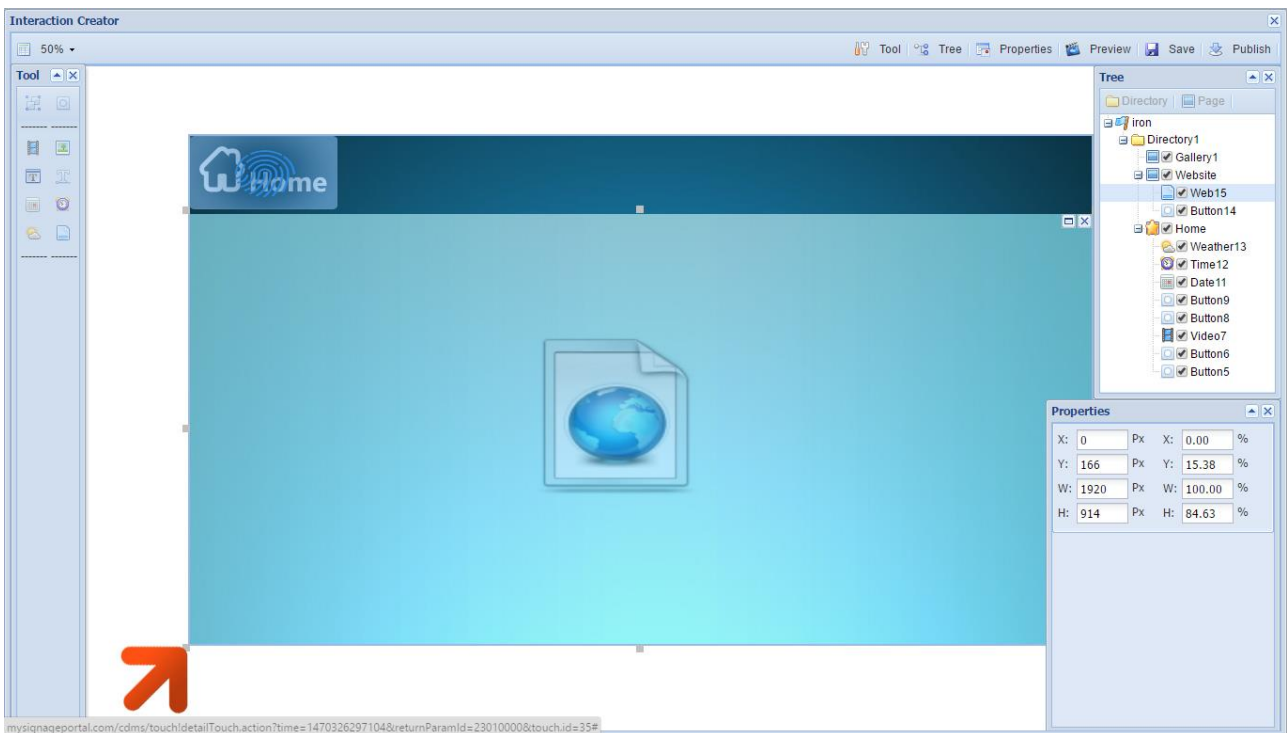 Interaction Creator
50%
Tool Tree Properties Preview Save Publish
Tool
Home
Tree
Directory Page
iron
Directory1
Gallery1
Website
Web15
Button14
Home
Weather13
Time12
Date11
Button9
Button8
Video7
Button6
Button5
Properties
X: 0 Px X: 0.00 %
Y: 166 Px Y: 15.38 %
W: 1920 Px W: 100.00 %
H: 914 Px H: 84.63 %
mysignageportal.com/cdms/touch!detailTouch.action?time=1470326297104&returnParamId=23010000&touch.id=35#